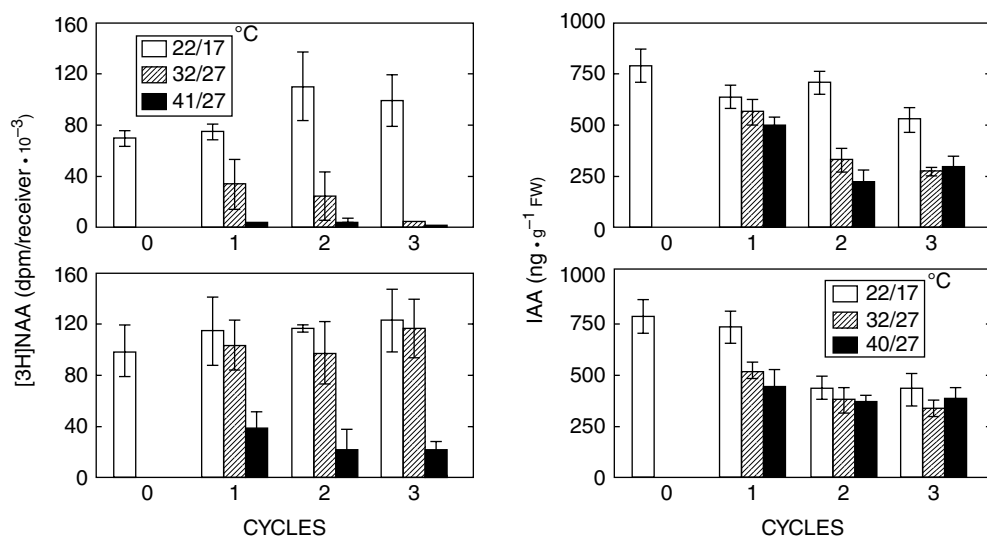 [3H]NAA (dpm/receiver • 10⁻³)
160
120
80
40
0
°C
22/17
32/27
41/27
0 1 2 3
160
120
80
40
0
0 1 2 3
CYCLES
IAA (ng • g⁻¹ FW)
1000
750
500
250
0
0 1 2 3
1000
750
500
250
0
°C
22/17
32/27
40/27
0 1 2 3
CYCLES